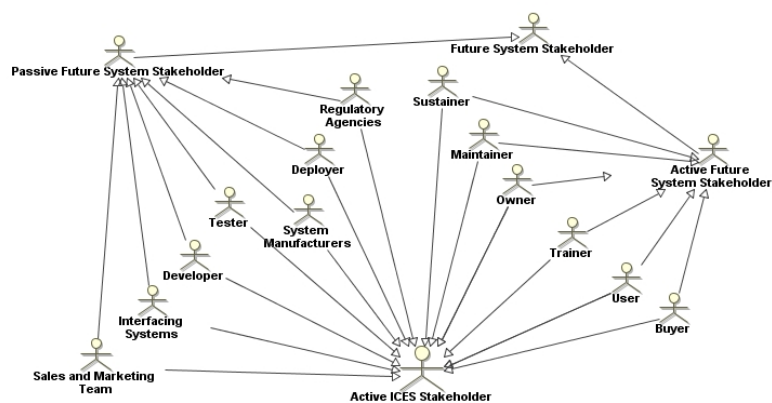 Future System Stakeholder
Passive Future System Stakeholder
Regulatory
Agencies
Sustainer
Maintainer
Deployer
Active Future
System Stakeholder
Owner
Tester
System
Manufacturers
Trainer
Developer
User
Interfacing
Systems
Buyer
Sales and Marketing
Team
Active ICES Stakeholder